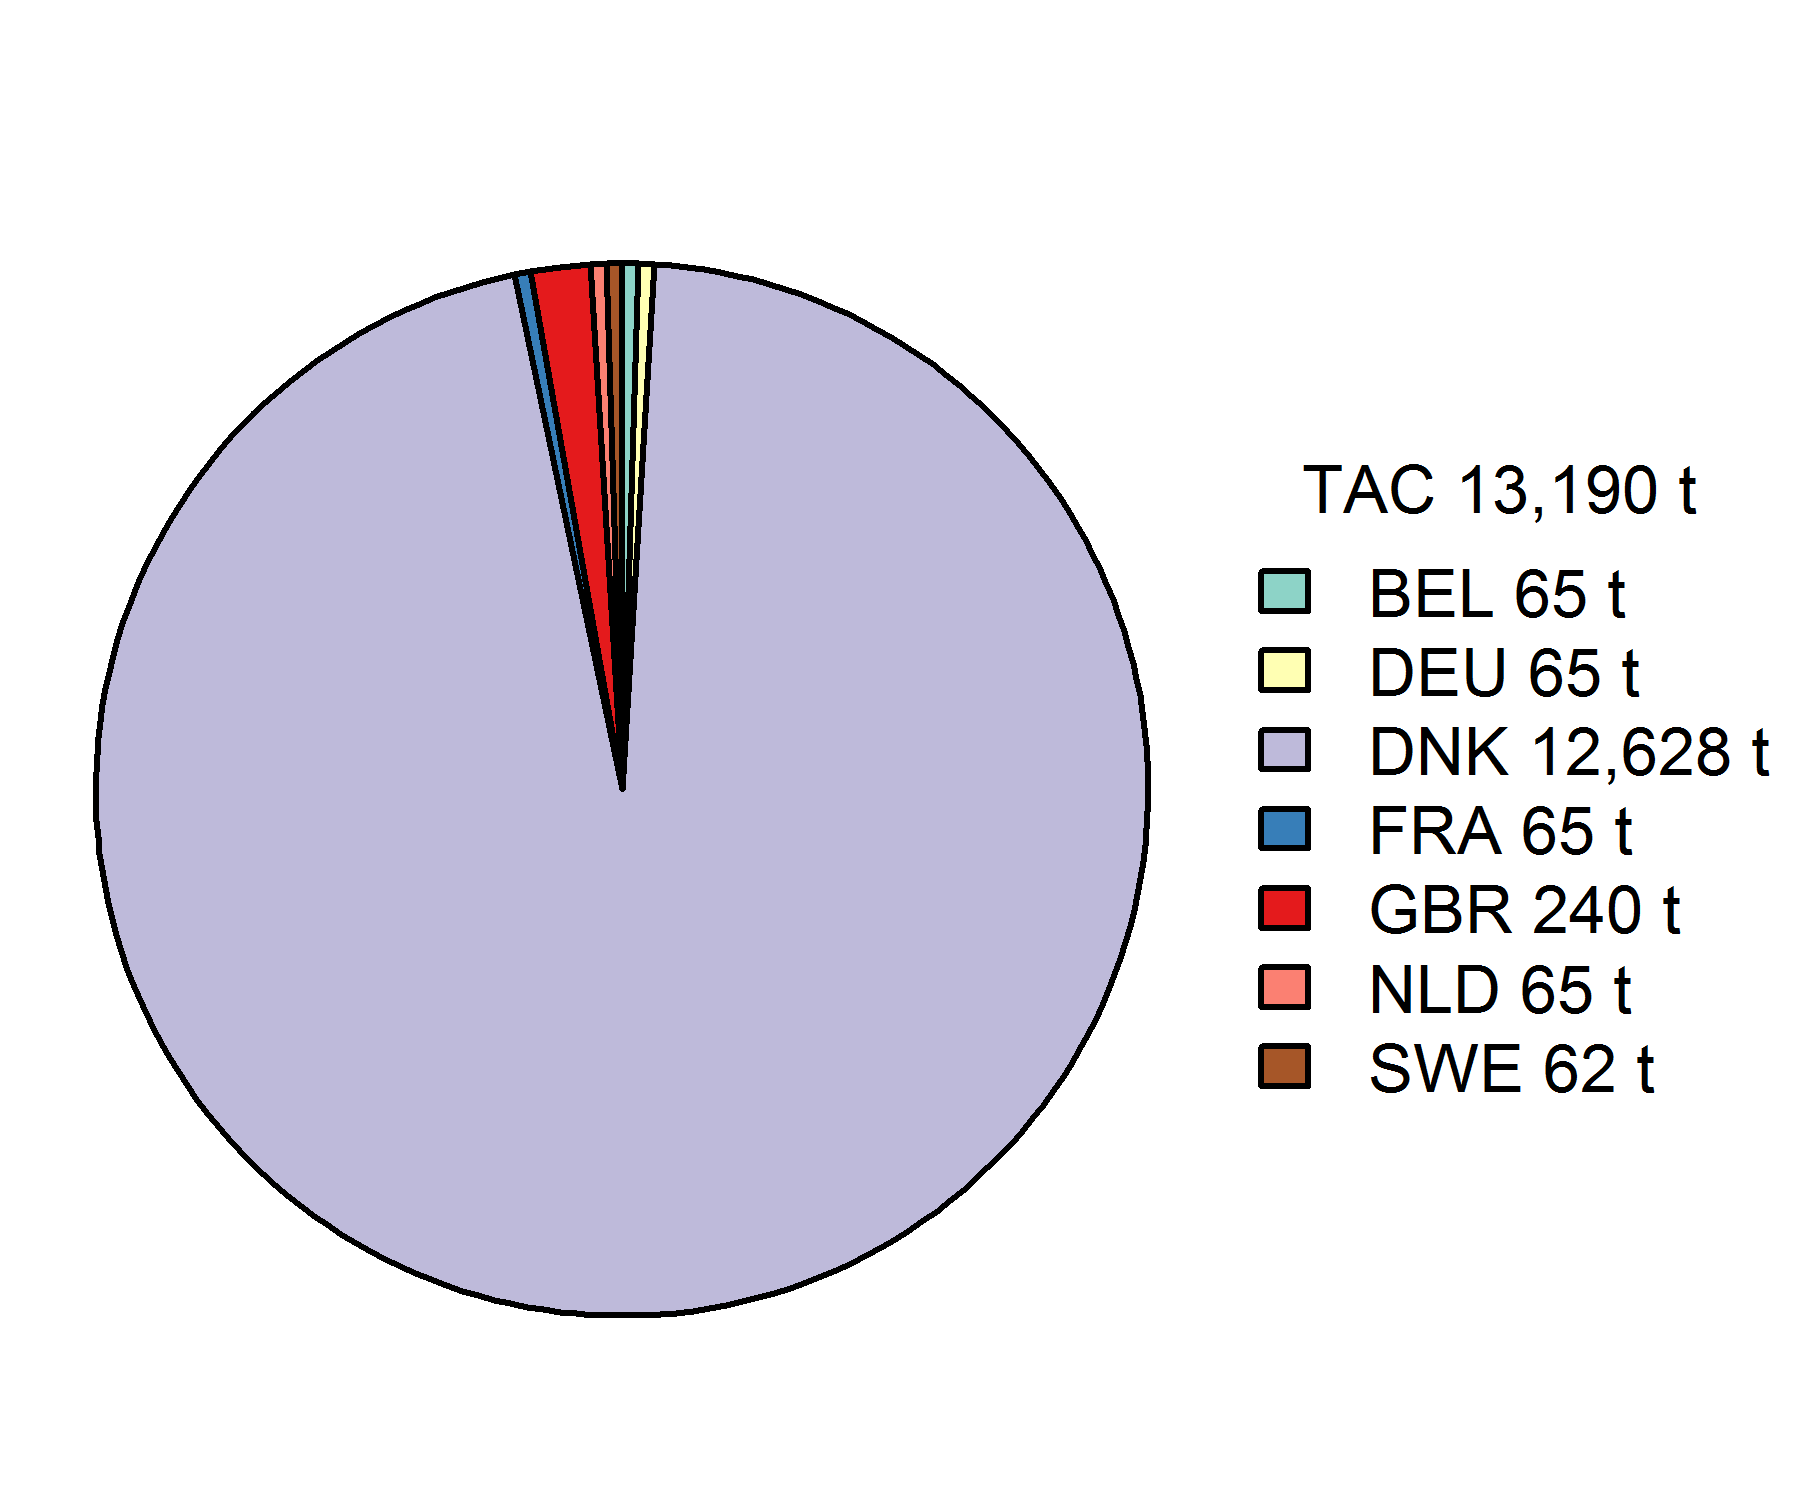 TAC 13,190 t
BEL 65 t
DEU 65 t
DNK 12,628 t
FRA 65 t
GBR 240 t
NLD 65 t
SWE 62 t